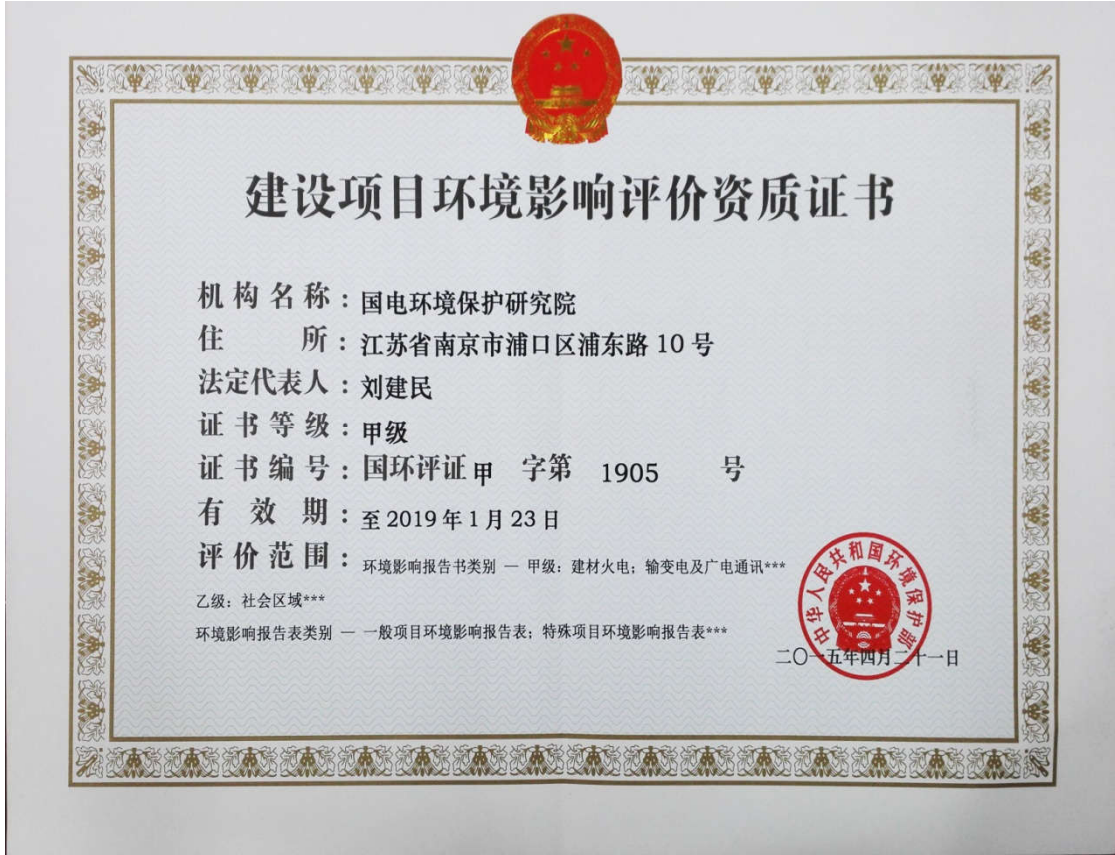 建设项目环境影响评价资质证书
机构名称：国电环境保护研究院
住所：江苏省南京市浦口区浦东路 10 号
法定代表人：刘建民
证书等级：甲级
证书编号：国环评证 甲 字第 1905 号
有效期：至 2019 年 1 月 23 日
评价范围：环境影响报告书类别 — 甲级：建材火电；输变电及广电通讯***
乙级：社会区域***
环境影响报告表类别 — 一般项目环境影响报告表；特殊项目环境影响报告表***
中华人民共和国环境保护部
二〇一五年四月二十一日